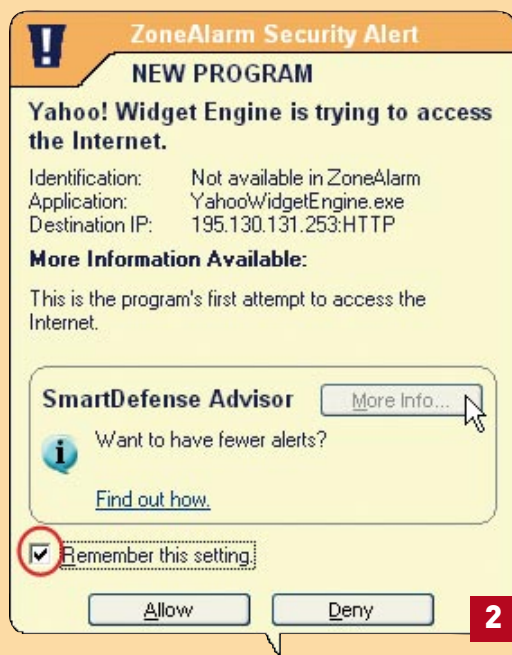 !
ZoneAlarm Security Alert
NEW PROGRAM
Yahoo! Widget Engine is trying to access
the Internet.
Identification: Not available in ZoneAlarm
Application: YahooWidgetEngine.exe
Destination IP: 195.130.131.253:HTTP
More Information Available:
This is the program's first attempt to access the
Internet.
SmartDefense Advisor More Info...
i Want to have fewer alerts?
Find out how.
Remember this setting.
Allow Deny
2